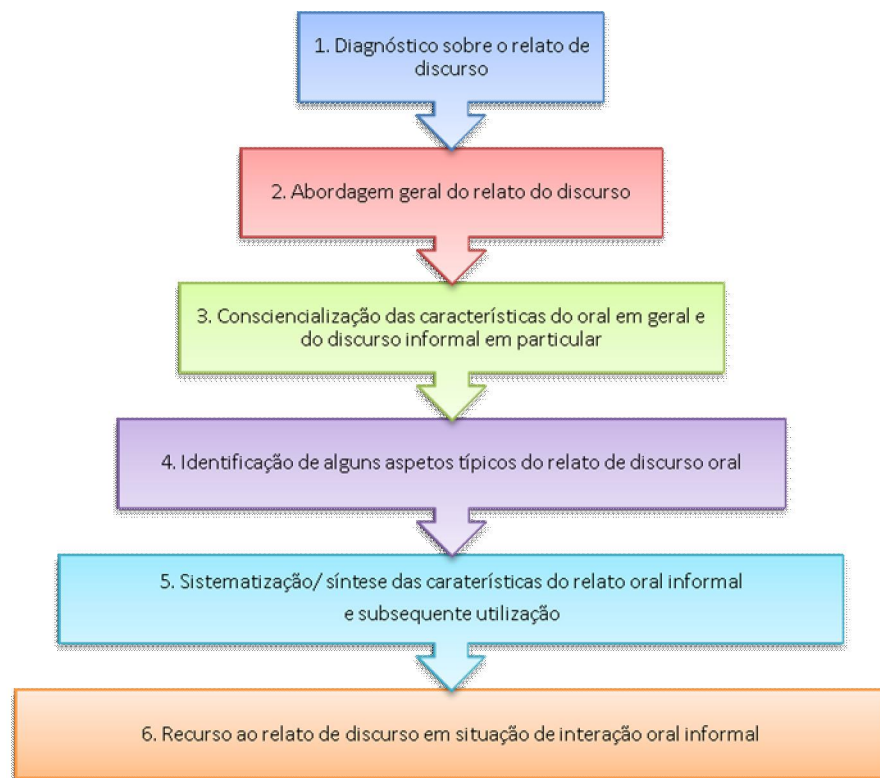 1. Diagnóstico sobre o relato de
discurso
2. Abordagem geral do relato do discurso
3. Consciencialização das características do oral em geral e
do discurso informal em particular
4. Identificação de alguns aspetos típicos do relato de discurso oral
5. Sistematização/ síntese das caraterísticas do relato oral informal
e subsequente utilização
6. Recurso ao relato de discurso em situação de interação oral informal